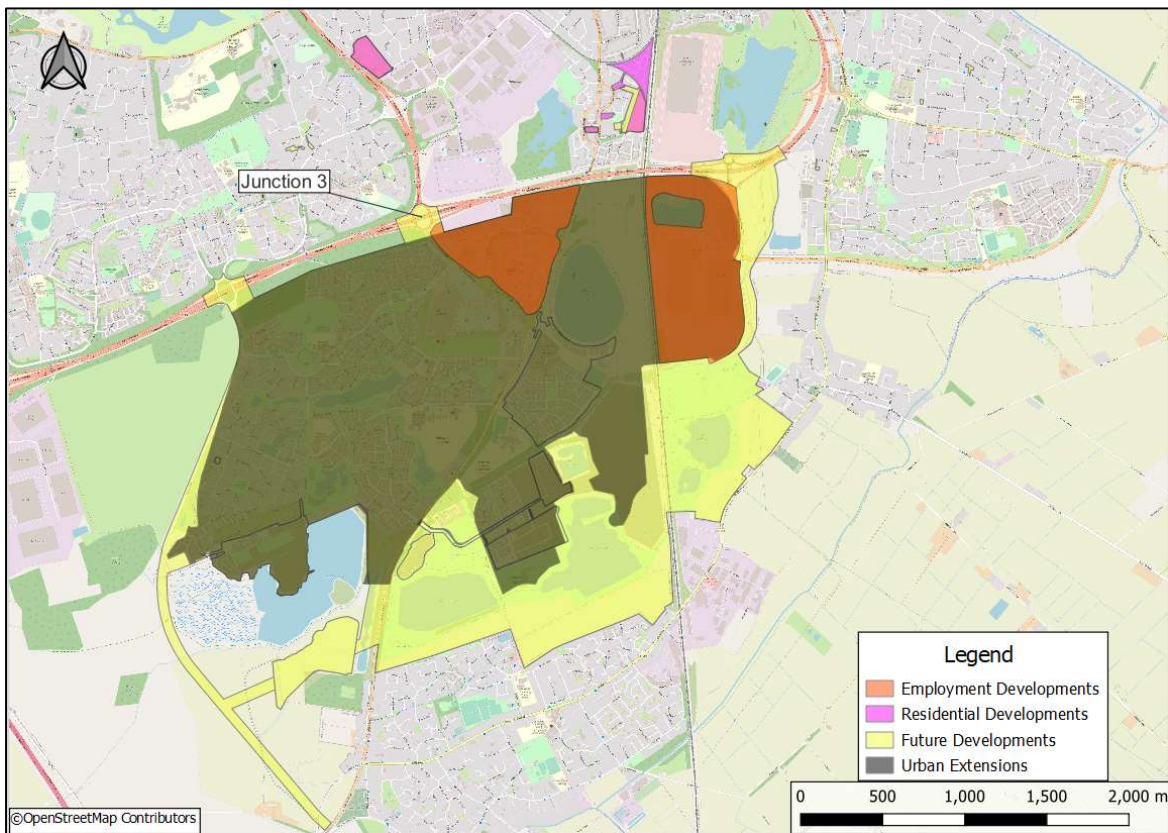 Junction 3
Legend
Employment Developments
Residential Developments
Future Developments
Urban Extensions
0 500 1,000 1,500 2,000 m
©OpenStreetMap Contributors